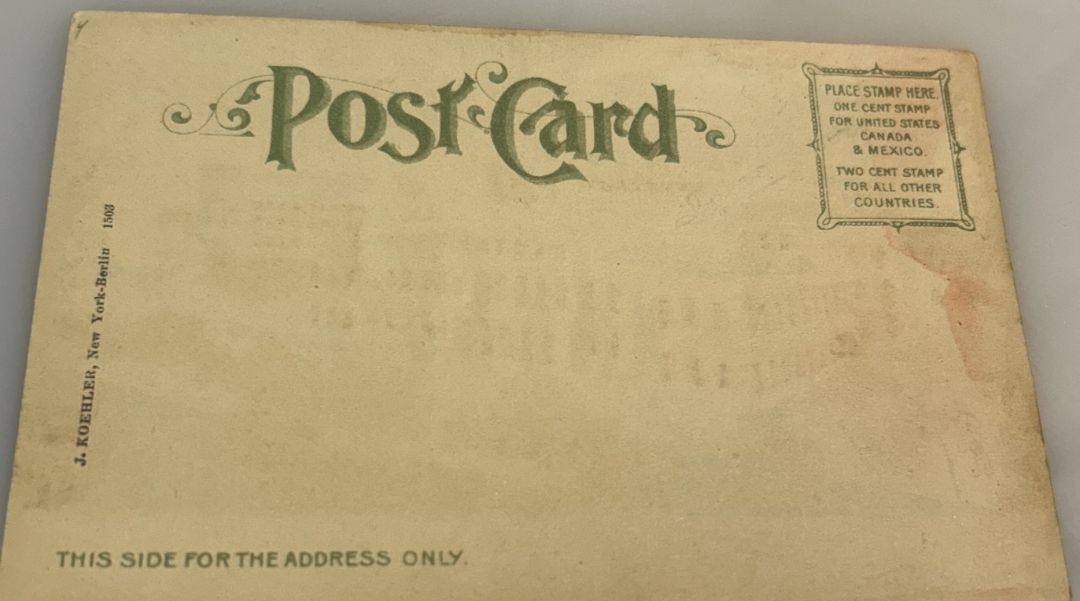 Post Card
PLACE STAMP HERE.
ONE CENT STAMP
FOR UNITED STATES
CANADA
& MEXICO.
TWO CENT STAMP
FOR ALL OTHER
COUNTRIES.
J. KOEHLER, New York-Berlin 1503
THIS SIDE FOR THE ADDRESS ONLY.